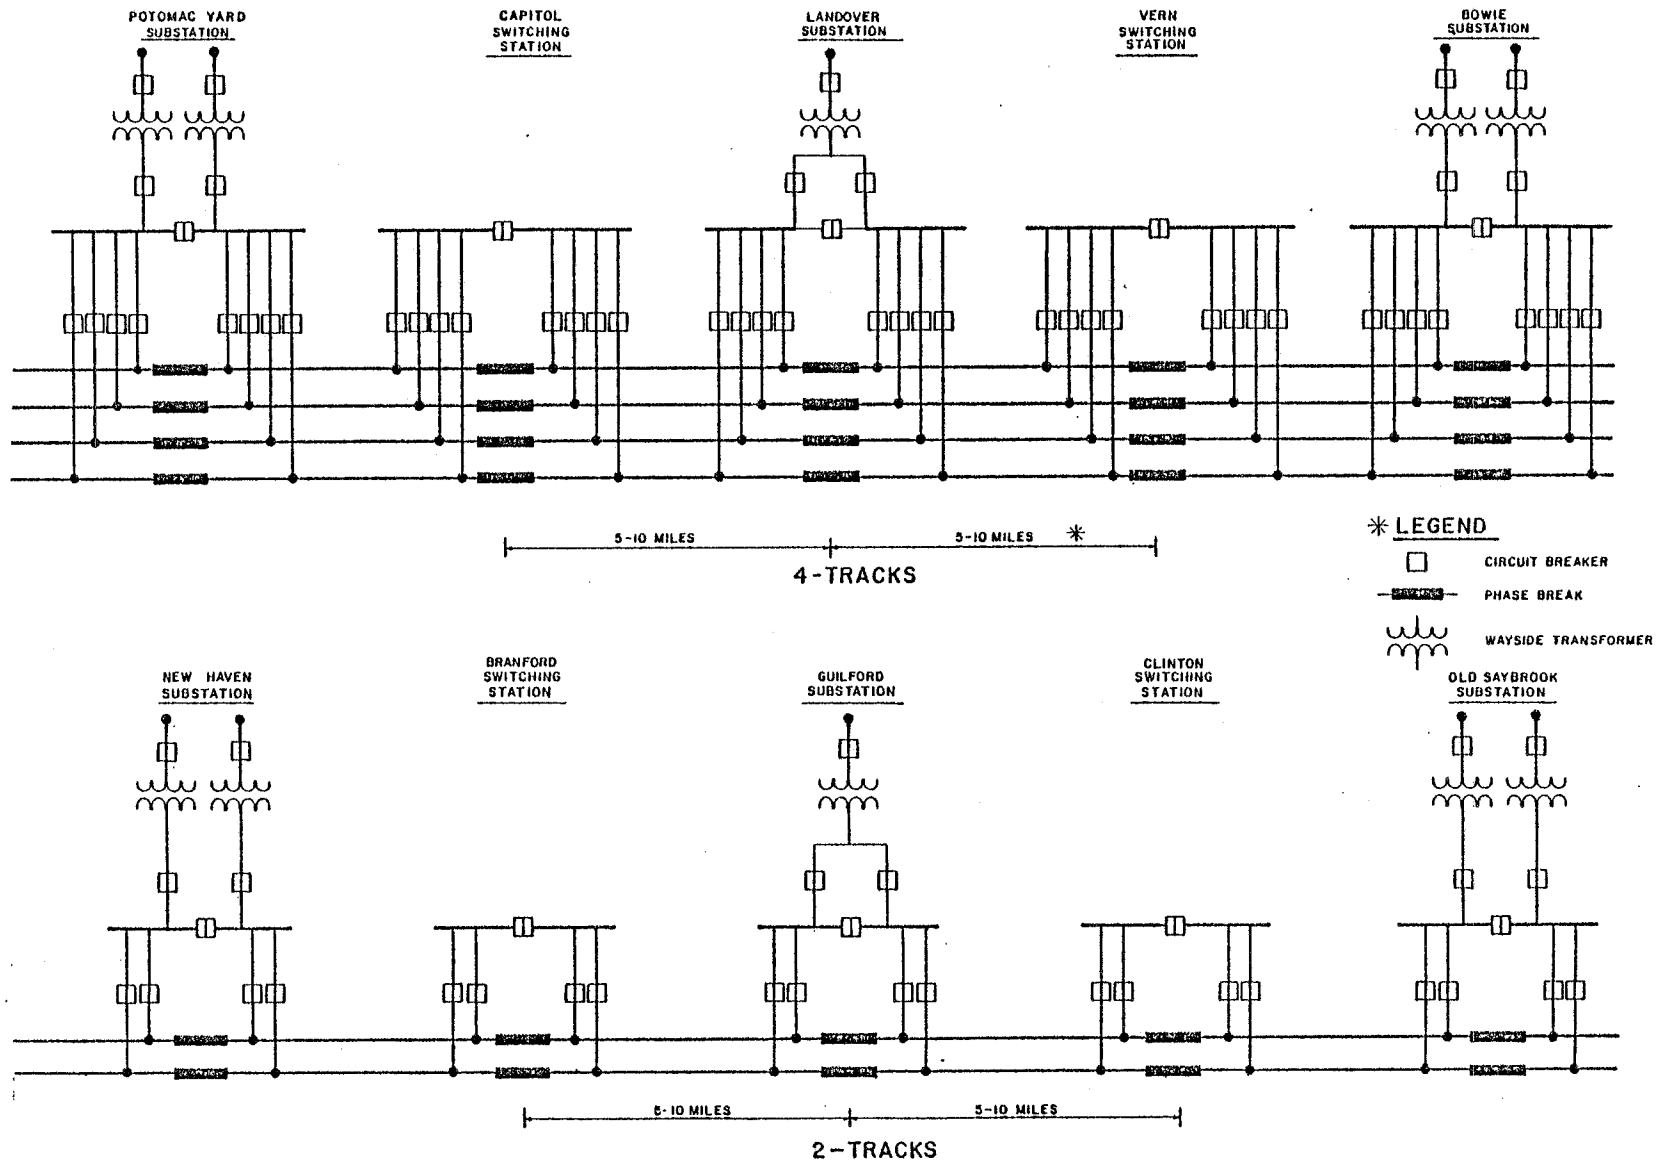 POTOMAC YARD
SUBSTATION
CAPITOL
SWITCHING
STATION
LANDOVER
SUBSTATION
VERN
SWITCHING
STATION
BOWIE
SUBSTATION
5-10 MILES
5-10 MILES *
4-TRACKS
* LEGEND
CIRCUIT BREAKER
PHASE BREAK
WAYSIDE TRANSFORMER
NEW HAVEN
SUBSTATION
BRANFORD
SWITCHING
STATION
GUILFORD
SUBSTATION
CLINTON
SWITCHING
STATION
OLD SAYBROOK
SUBSTATION
5-10 MILES
5-10 MILES
2-TRACKS